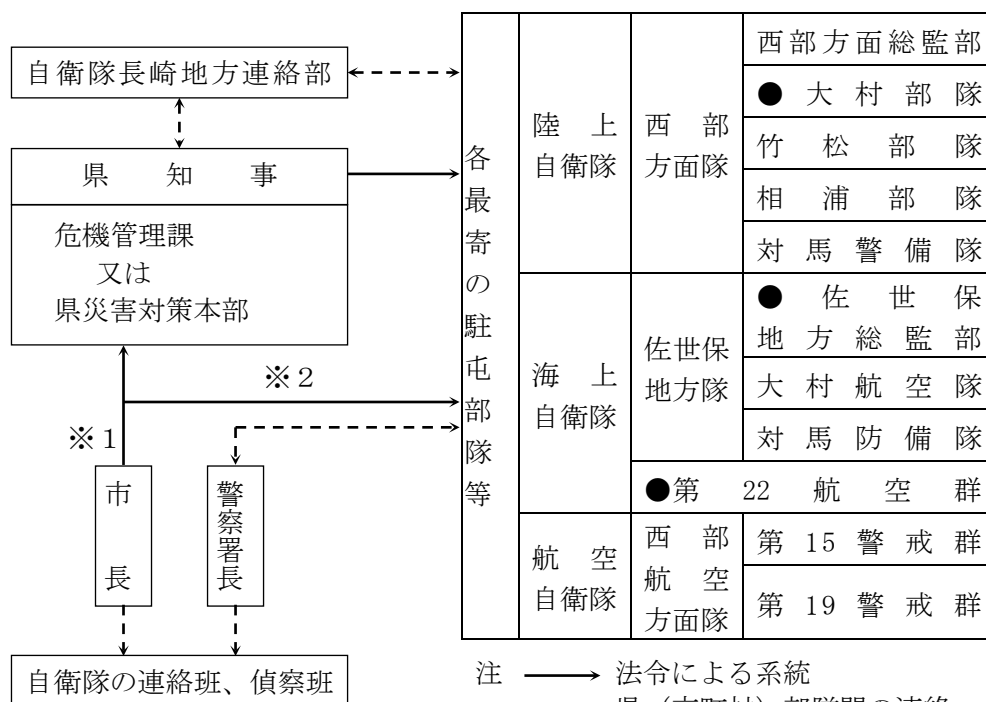 自衛隊長崎地方連絡部
県知事
危機管理課
又は
県災害対策本部
※2
※1
市長
警察署長
自衛隊の連絡班、偵察班
各最寄の駐屯部隊等
陸上
自衛隊
西部
方面隊
西部方面総監部
●大村部隊
竹松部隊
相浦部隊
対馬警備隊
海上
自衛隊
佐世保
地方隊
●佐世保
地方総監部
大村航空隊
対馬防備隊
●第22航空群
航空
自衛隊
西部
航空
方面隊
第15警戒群
第19警戒群
注 法令による系統